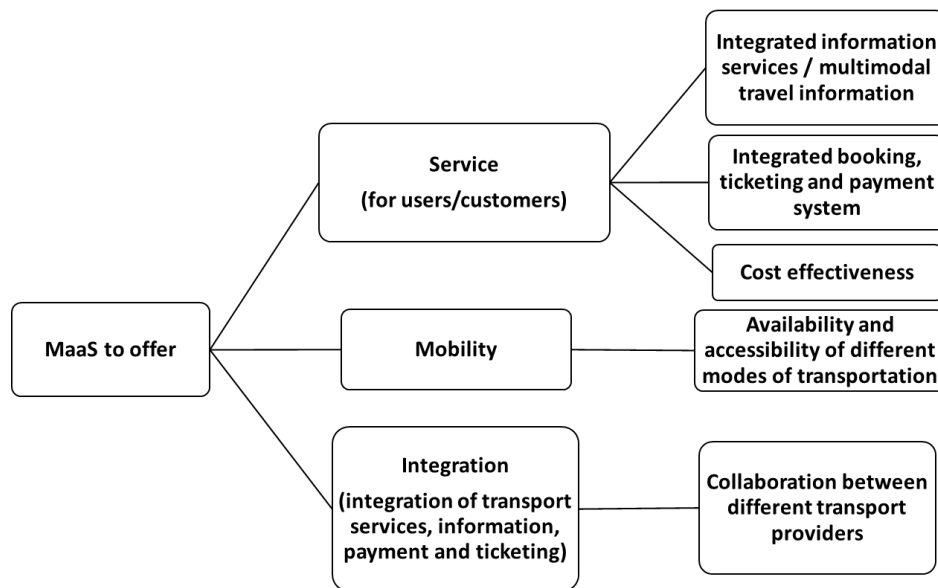 Integrated information
services / multimodal
travel information
Service
(for users/customers)
Integrated booking,
ticketing and payment
system
Cost effectiveness
MaaS to offer
Mobility
Availability and
accessibility of different
modes of transportation
Integration
(integration of transport
services, information,
payment and ticketing)
Collaboration between
different transport
providers